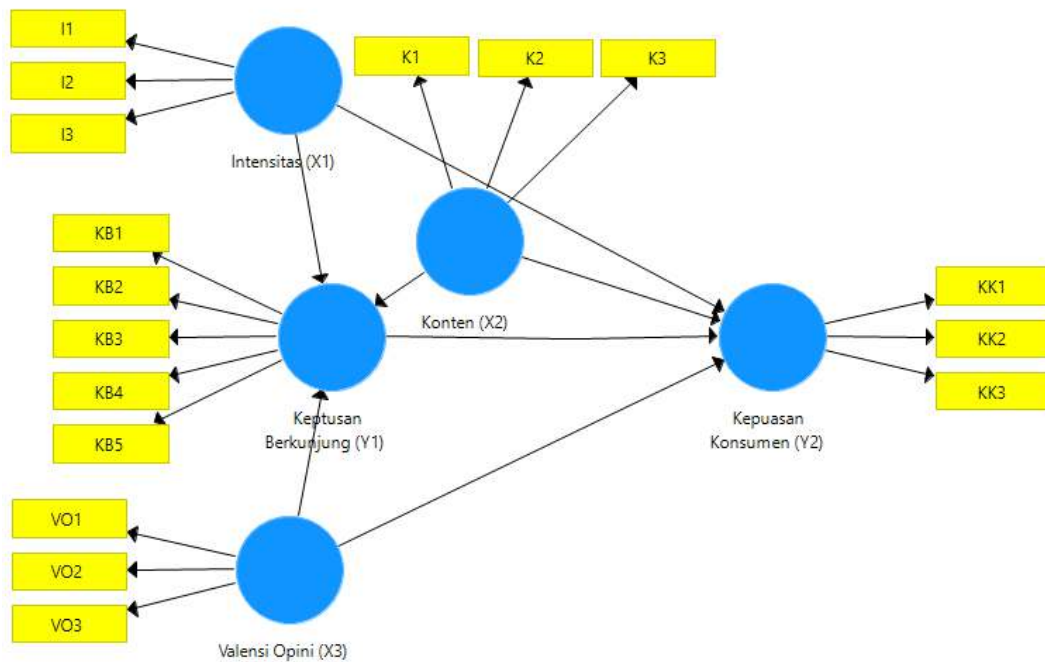 I1
I2
I3
Intensitas (X1)
K1
K2
K3
Konten (X2)
KB1
KB2
KB3
KB4
KB5
Keptusan
Berkunjung (Y1)
Kepuasan
Konsumen (Y2)
KK1
KK2
KK3
VO1
VO2
VO3
Valensi Opini (X3)